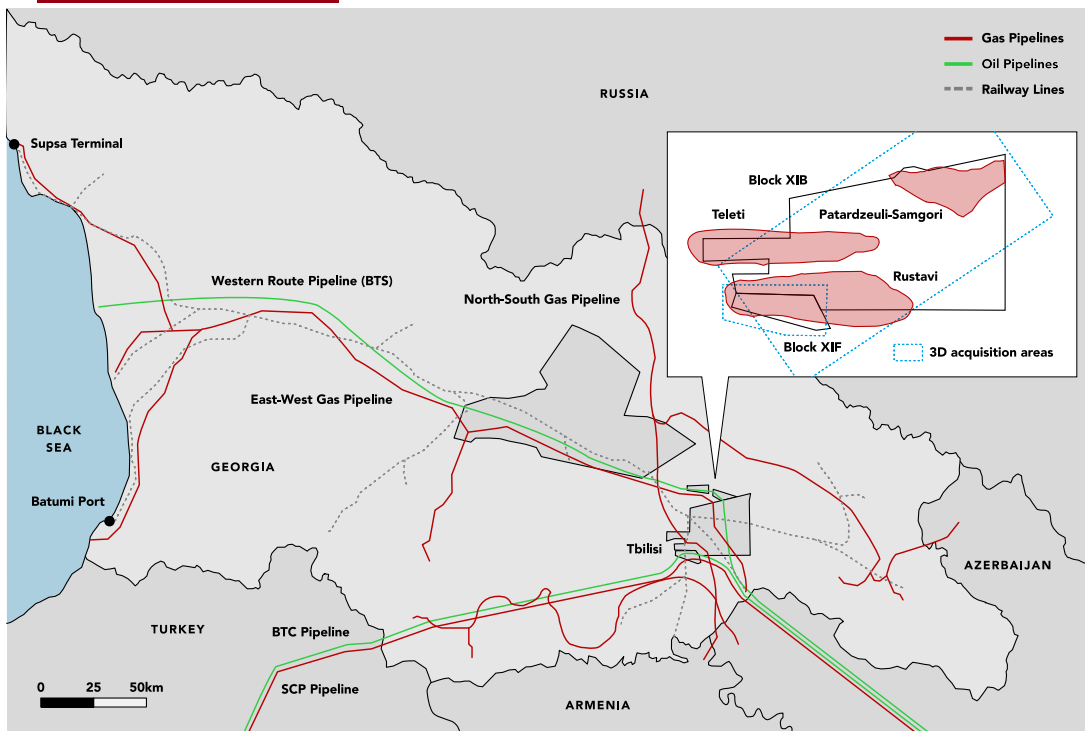 Gas Pipelines
Oil Pipelines
Railway Lines
RUSSIA
Supsa Terminal
Block XIB
Teleti
Patardzeuli-Samgori
Rustavi
Block XIF
3D acquisition areas
Western Route Pipeline (BTS)
North-South Gas Pipeline
East-West Gas Pipeline
BLACK
SEA
GEORGIA
Batumi Port
Tbilisi
AZERBAIJAN
TURKEY
BTC Pipeline
SCP Pipeline
ARMENIA
0 25 50km